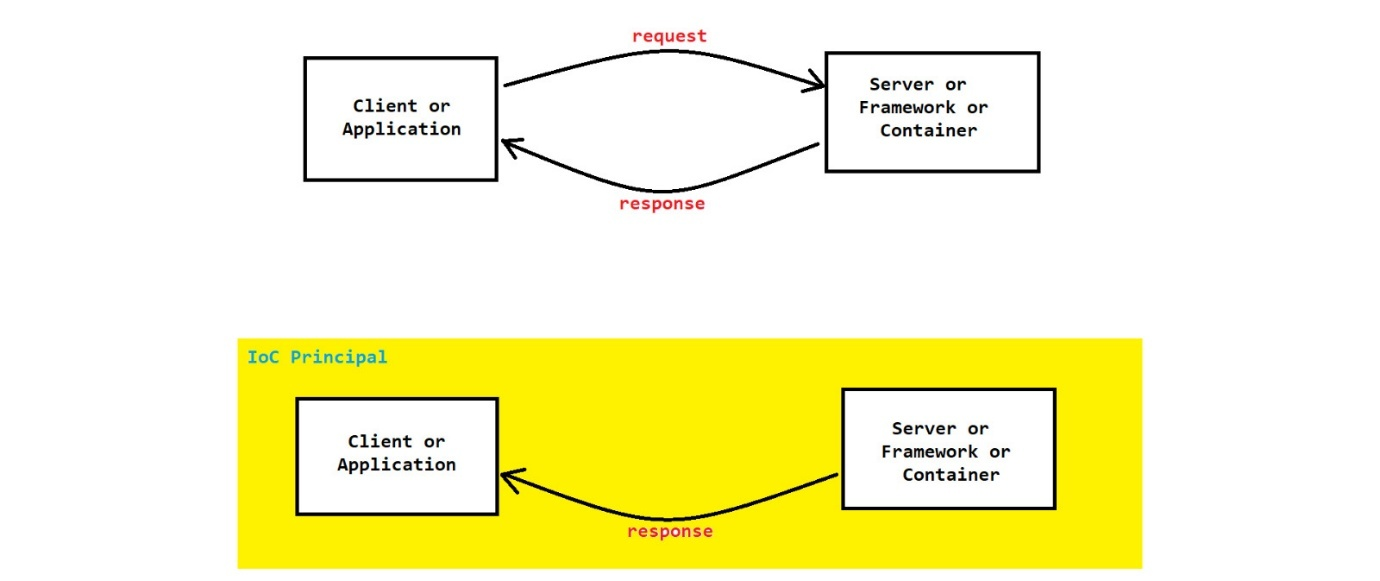 request
Client or
Application
Server or
Framework or
Container
response
IoC Principal
Client or
Application
Server or
Framework or
Container
response